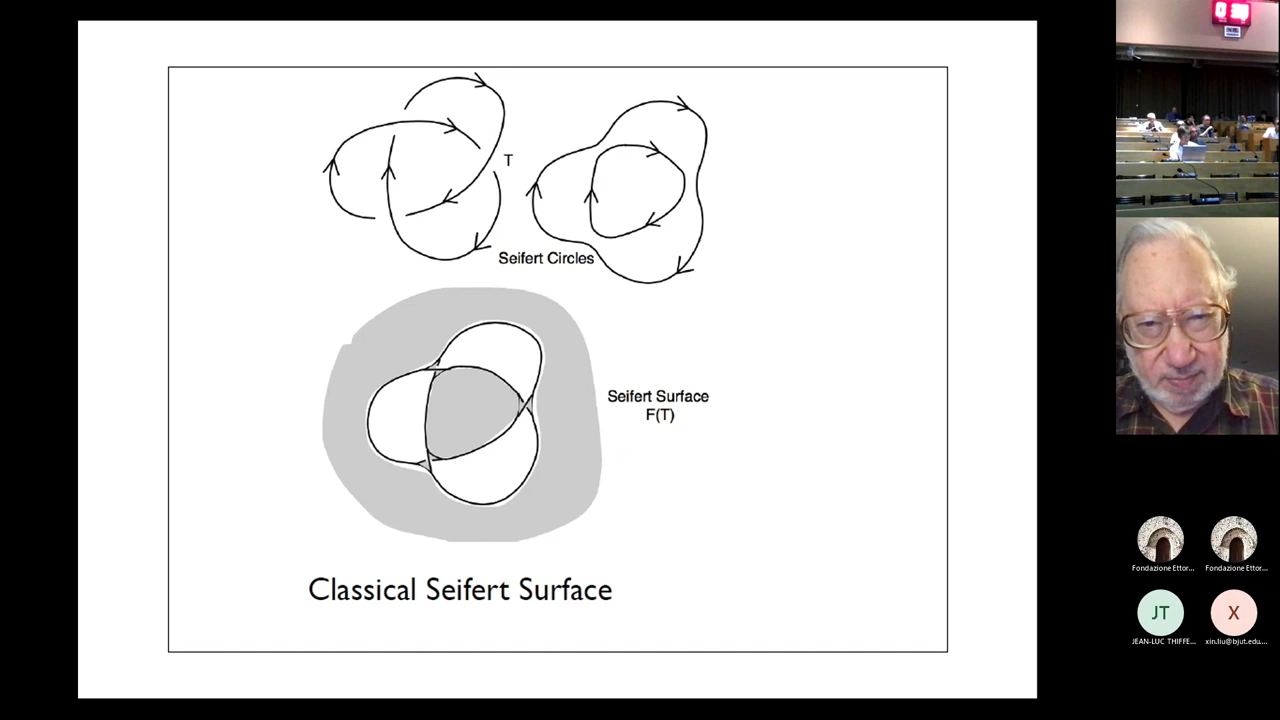 T
Seifert Circles
Seifert Surface
F(T)
Classical Seifert Surface
Fondazione Ettor...
Fondazione Ettor...
JT
X
JEAN-LUC THIFFE...
xin.liu@bjut.edu....